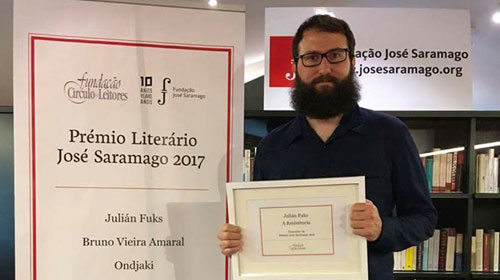 Fundação
Círculo de Leitores
10
ANOS
YEARS
ANOS
Fundação
José Saramago
Prémio Literário
José Saramago 2017
Julián Fuks
Bruno Vieira Amaral
Ondjaki
ação José Saramago
.josesaramago.org
Julián Fuks
A Resistência